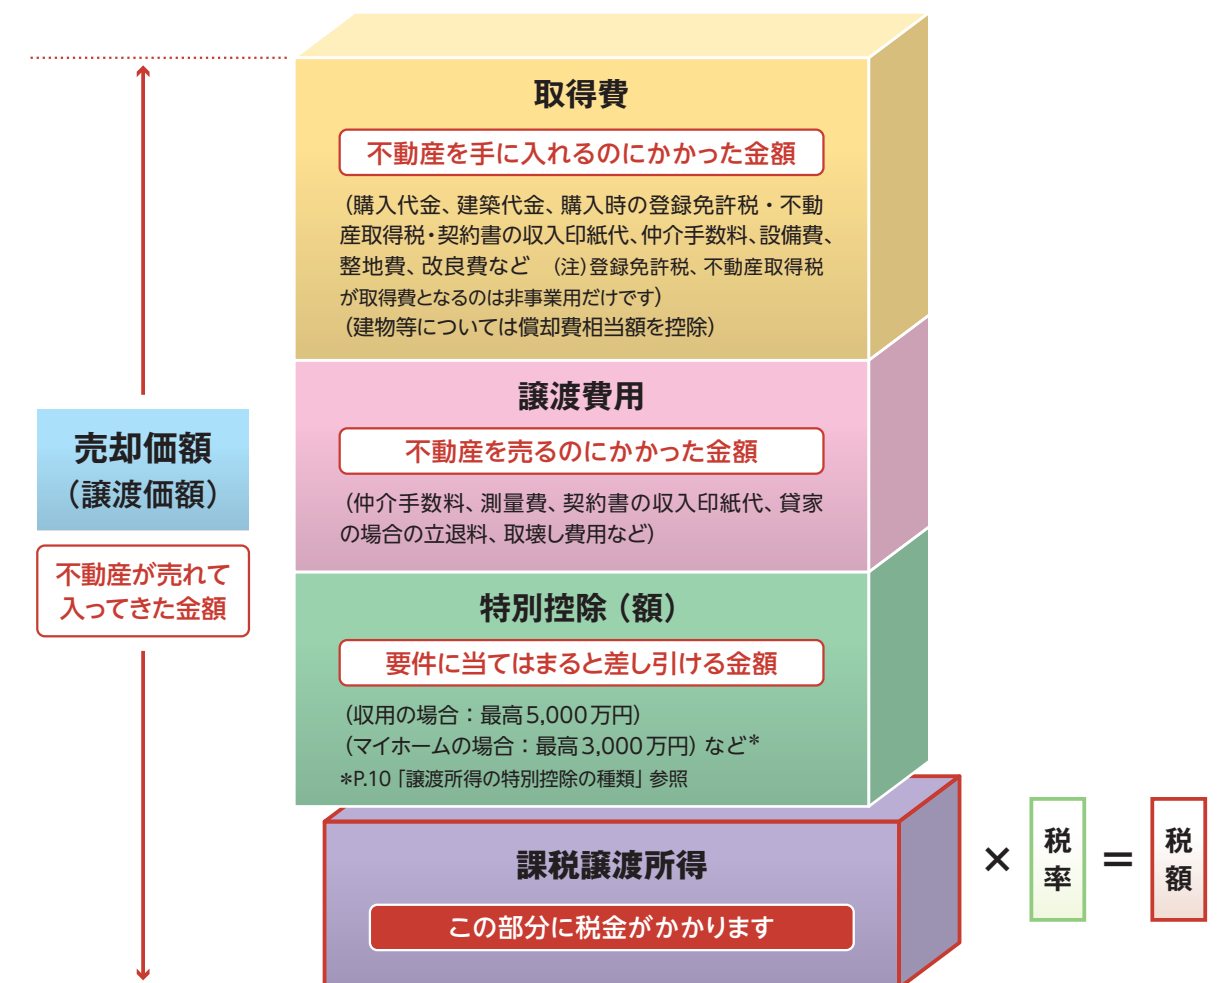 取得費
不動産を手に入れるのにかかった金額
（購入代金、建築代金、購入時の登録免許税・不動
産取得税・契約書の収入印紙代、仲介手数料、設備費、
整地費、改良費など　（注）登録免許税、不動産取得税
が取得費となるのは非事業用だけです）
（建物等については償却費相当額を控除）
譲渡費用
不動産を売るのにかかった金額
（仲介手数料、測量費、契約書の収入印紙代、貸家
の場合の立退料、取壊し費用など）
売却価額
（譲渡価額）
不動産が売れて
入ってきた金額
特別控除（額）
要件に当てはまると差し引ける金額
（収用の場合：最高5,000万円）
（マイホームの場合：最高3,000万円）など＊
＊P.10「譲渡所得の特別控除の種類」参照
課税譲渡所得
この部分に税金がかかります
×
税率
＝
税額